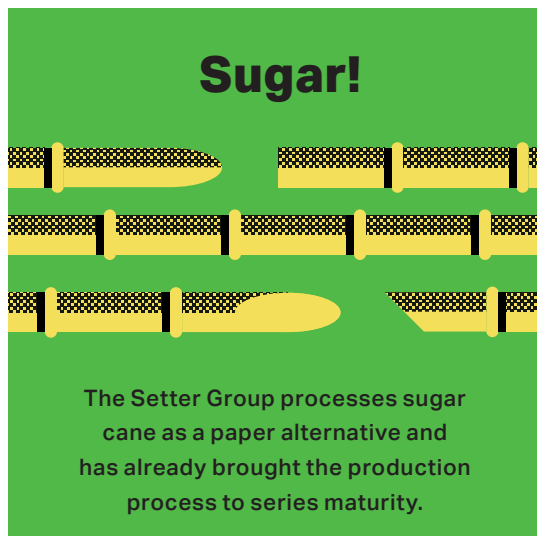 Sugar!
The Setter Group processes sugar
cane as a paper alternative and
has already brought the production
process to series maturity.